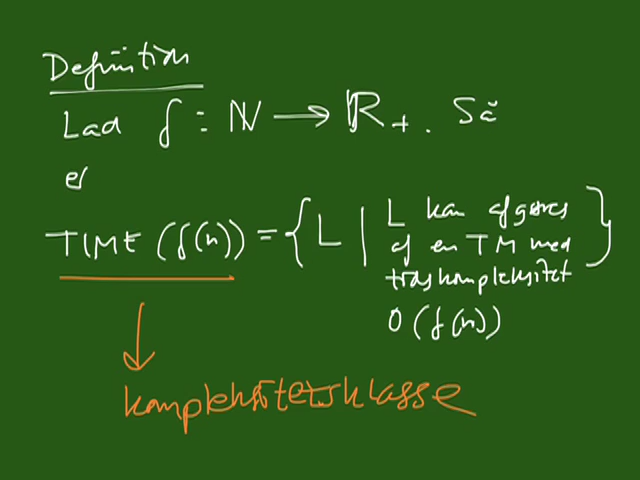 Definition
Lad f : ℕ → ℝ₊. Så
er
TIME (f(n)) = { L | L kan afgøres
af en TM med
tidskompleksitet
O (f(n)) }
kompleksitetsklasse